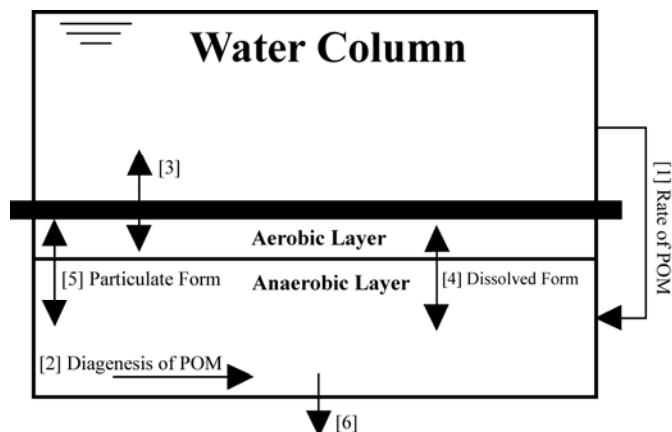 Water Column
[3]
[1] Rate of POM
Aerobic Layer
[5] Particulate Form
Anaerobic Layer
[4] Dissolved Form
[2] Diagenesis of POM
[6]